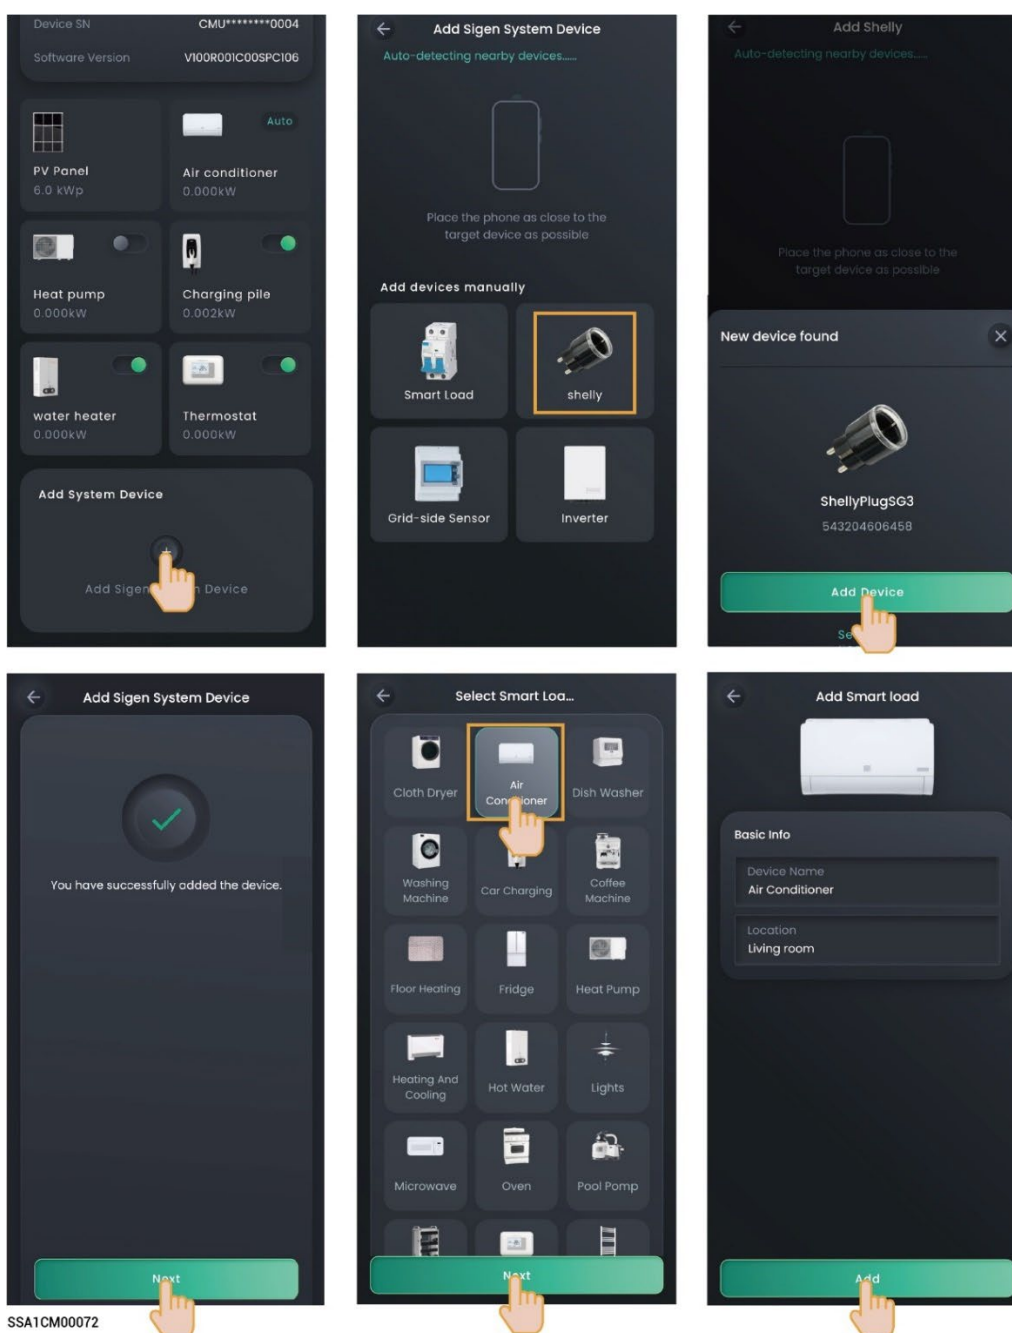 Device SN
CMU********0004
Software Version
V100R001C00SPC106
PV Panel
6.0 kWp
Auto
Air conditioner
0.000kW
Heat pump
0.000kW
Charging pile
0.002kW
water heater
0.000kW
Thermostat
0.000kW
Add System Device
Add Sigen
Device
Add Sigen System Device
Auto-detecting nearby devices......
Place the phone as close to the
target device as possible
Add devices manually
Smart Load
shelly
Grid-side Sensor
Inverter
Add Shelly
Auto-detecting nearby devices......
Place the phone as close to the
target device as possible
New device found
ShellyPlugSG3
543204606458
Add Device
Add Sigen System Device
You have successfully added the device.
Next
Select Smart Loa...
Cloth Dryer
Air
Conditioner
Dish Washer
Washing
Machine
Car Charging
Coffee
Machine
Floor Heating
Fridge
Heat Pump
Heating And
Cooling
Hot Water
Lights
Microwave
Oven
Pool Pomp
Next
Add Smart load
Basic Info
Device Name
Air Conditioner
Location
Living room
Add
SSA1CM00072